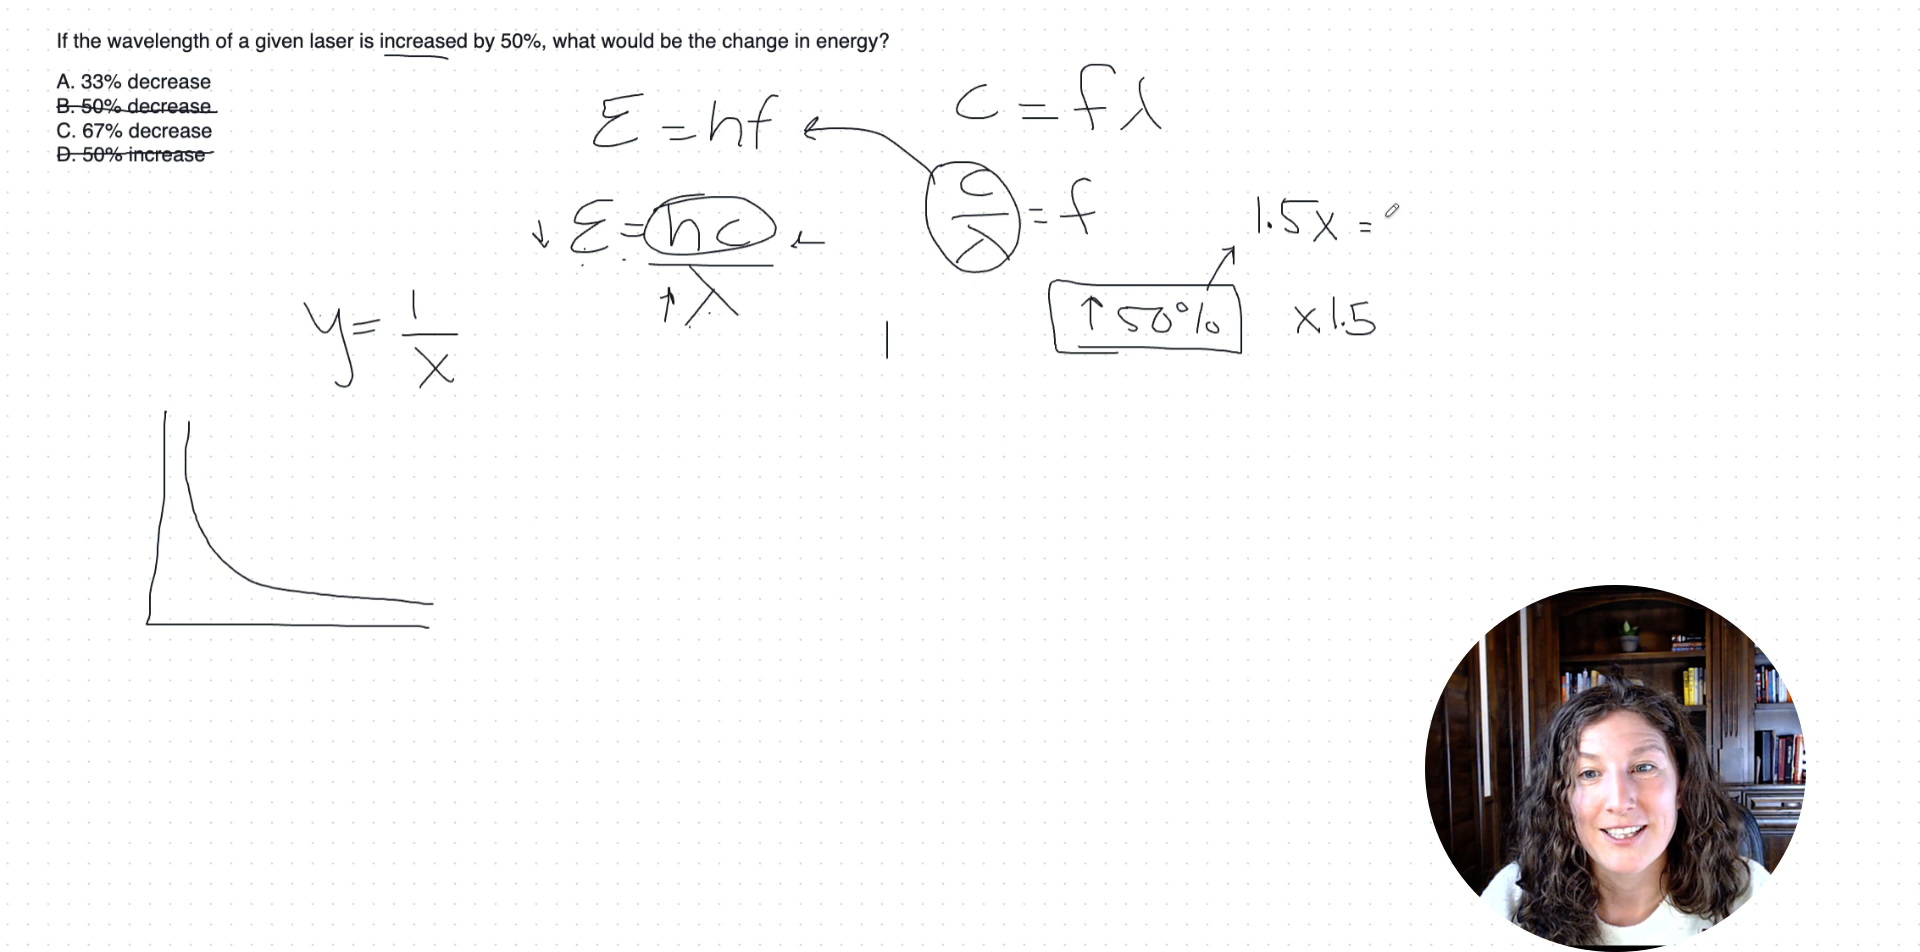 If the wavelength of a given laser is increased by 50%, what would be the change in energy?
A. 33% decrease
B. 50% decrease
C. 67% decrease
D. 50% increase
E = hf
c = fλ
c/λ = f
↓ E = hc/↑λ
1.5x =
↑ 50%
x1.5
y = 1/x
|